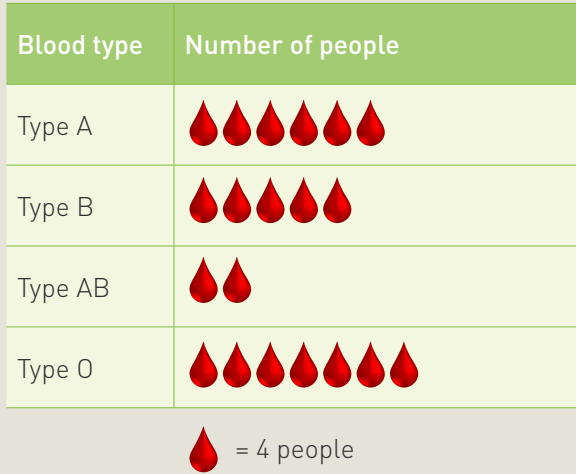 Blood type Number of people
Type A
Type B
Type AB
Type O
= 4 people